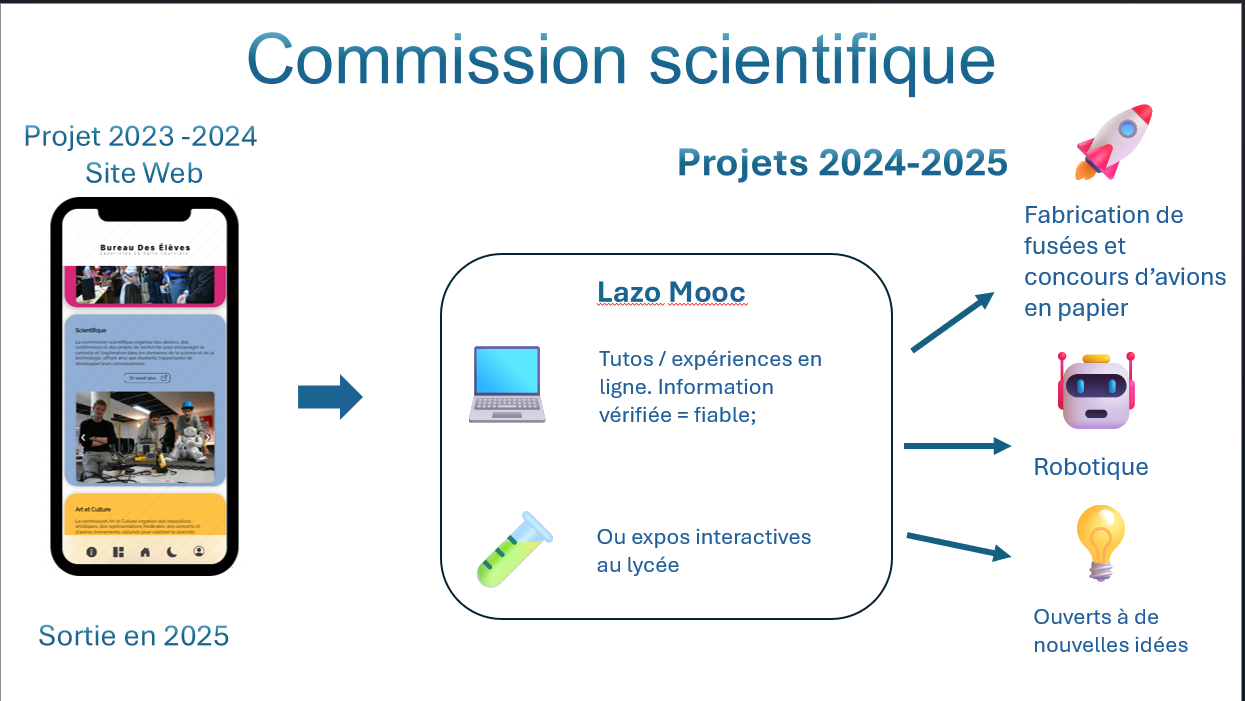 Commission scientifique
Projet 2023 -2024
Site Web
Bureau Des Élèves
Scientifique
La commission scientifique organise des ateliers, des
conférences et des projets de recherche pour encourager la
curiosité et l'exploration dans les domaines de la science et de la
technologie, offrant ainsi aux étudiants l'opportunité de
développer leurs connaissances.
En savoir plus
Art et Culture
La commission Art et Culture organise des expositions
artistiques, des représentations théâtrales, des concerts et
d'autres événements culturels pour célébrer la diversité
Sortie en 2025
Projets 2024-2025
Lazo Mooc
Tutos / expériences en
ligne. Information
vérifiée = fiable;
Ou expos interactives
au lycée
Fabrication de
fusées et
concours d’avions
en papier
Robotique
Ouverts à de
nouvelles idées